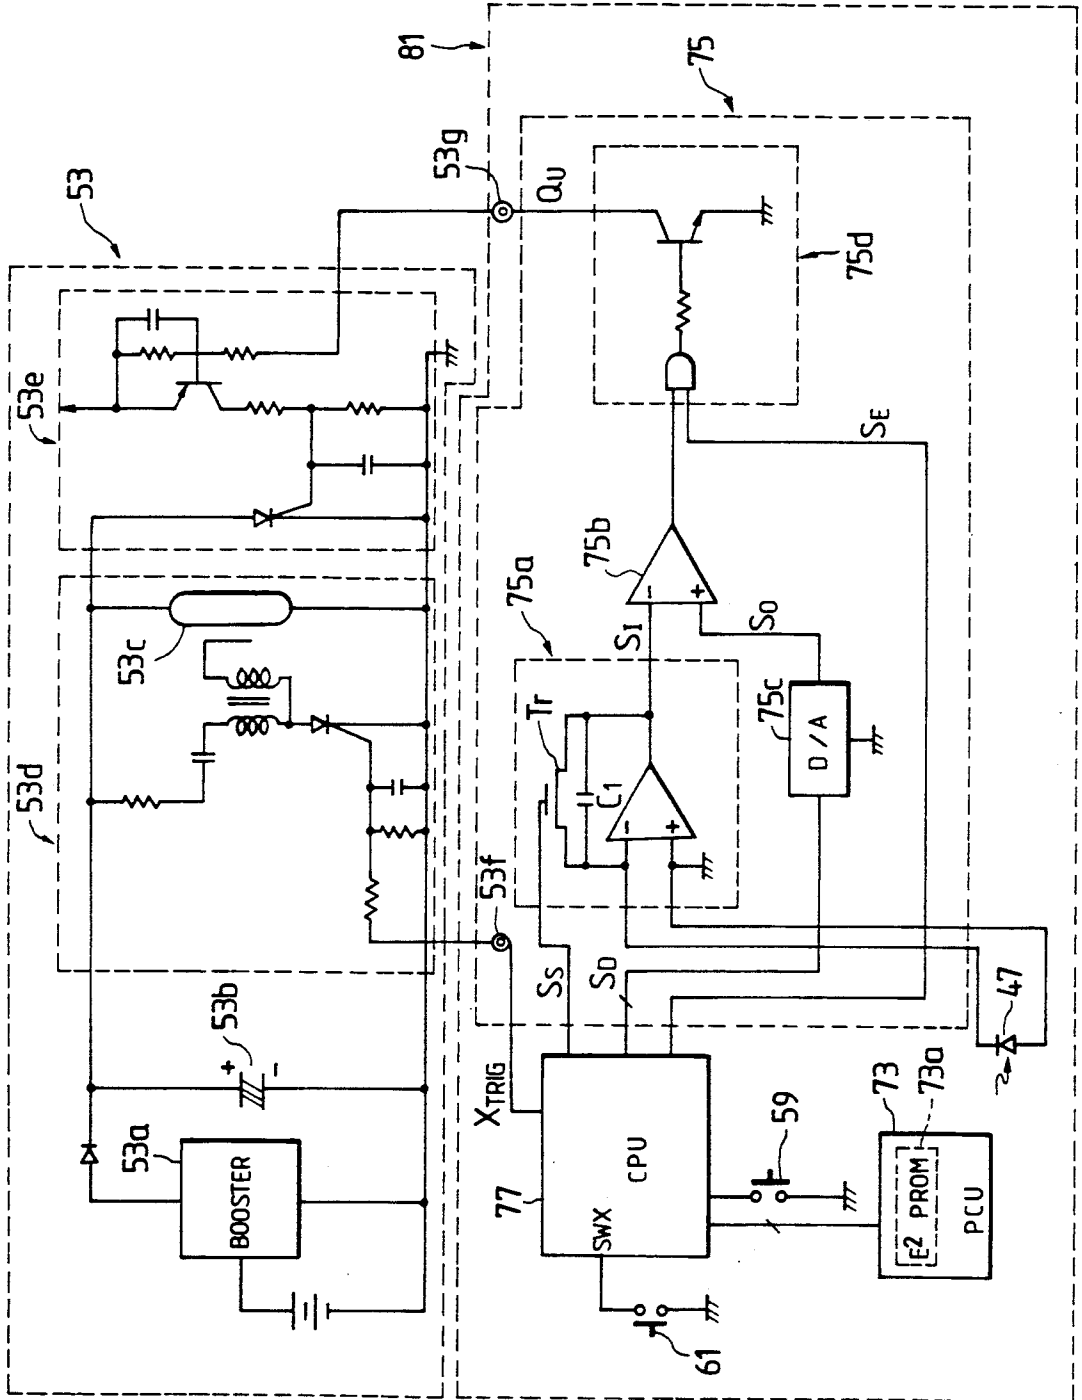 81
75
53
53g
QU
53e
75d
SE
75b
75a
53c
SI
SO
Tr
75c
D/A
53d
C1
−
+
−
+
53f
SS
SD
47
53b
+
−
XTRIG
73
73a
59
53a
BOOSTER
77
CPU
SWX
E2 PROM
PCU
61